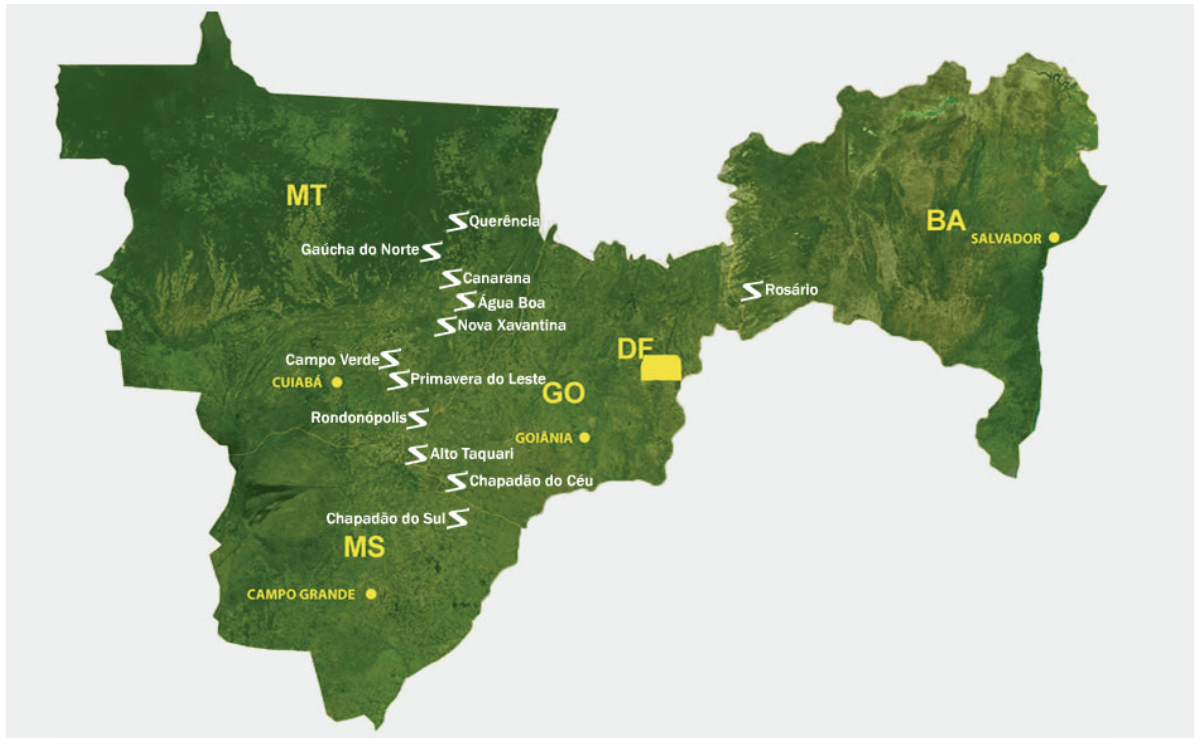 MT
Querência
BA
SALVADOR
Gaúcha do Norte
Canarana
Rosário
Água Boa
Nova Xavantina
DF
Campo Verde
Primavera do Leste
CUIABÁ
GO
Rondonópolis
GOIÂNIA
Alto Taquari
Chapadão do Céu
Chapadão do Sul
MS
CAMPO GRANDE